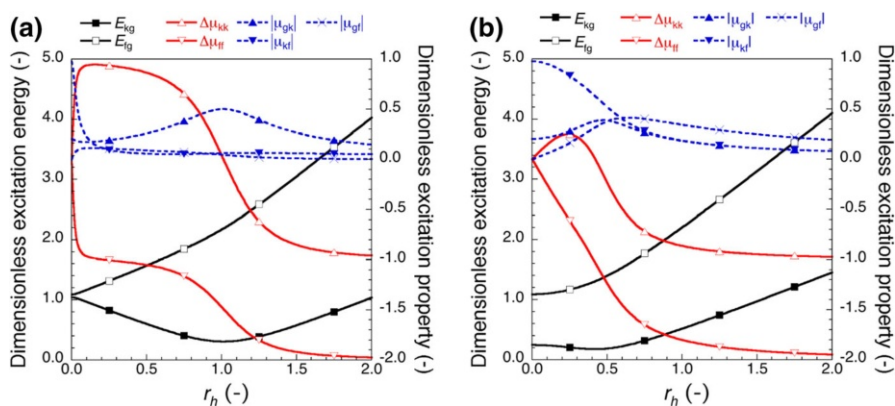 (a)
E_kg Δμ_kk |μ_gk| |μ_gf|
E_fg Δμ_ff |μ_kf|
Dimensionless excitation energy (-)
5.0
4.0
3.0
2.0
1.0
0.0
0.0 0.5 1.0 1.5 2.0
r_h (-)
1.0
0.5
0.0
-0.5
-1.0
-1.5
-2.0
Dimensionless excitation property (-)
(b)
E_kg Δμ_kk |μ_gk| |μ_gf|
E_fg Δμ_ff |μ_kf|
Dimensionless excitation energy (-)
5.0
4.0
3.0
2.0
1.0
0.0
0.0 0.5 1.0 1.5 2.0
r_h (-)
1.0
0.5
0.0
-0.5
-1.0
-1.5
-2.0
Dimensionless excitation property (-)